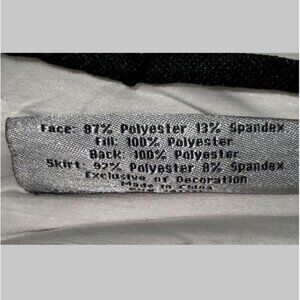 Face: 87% Polyester 13% Spandex
Fill: 100% Polyester
Back: 100% Polyester
Skirt: 92% Polyester 8% Spandex
Exclusive of Decoration
Made in China